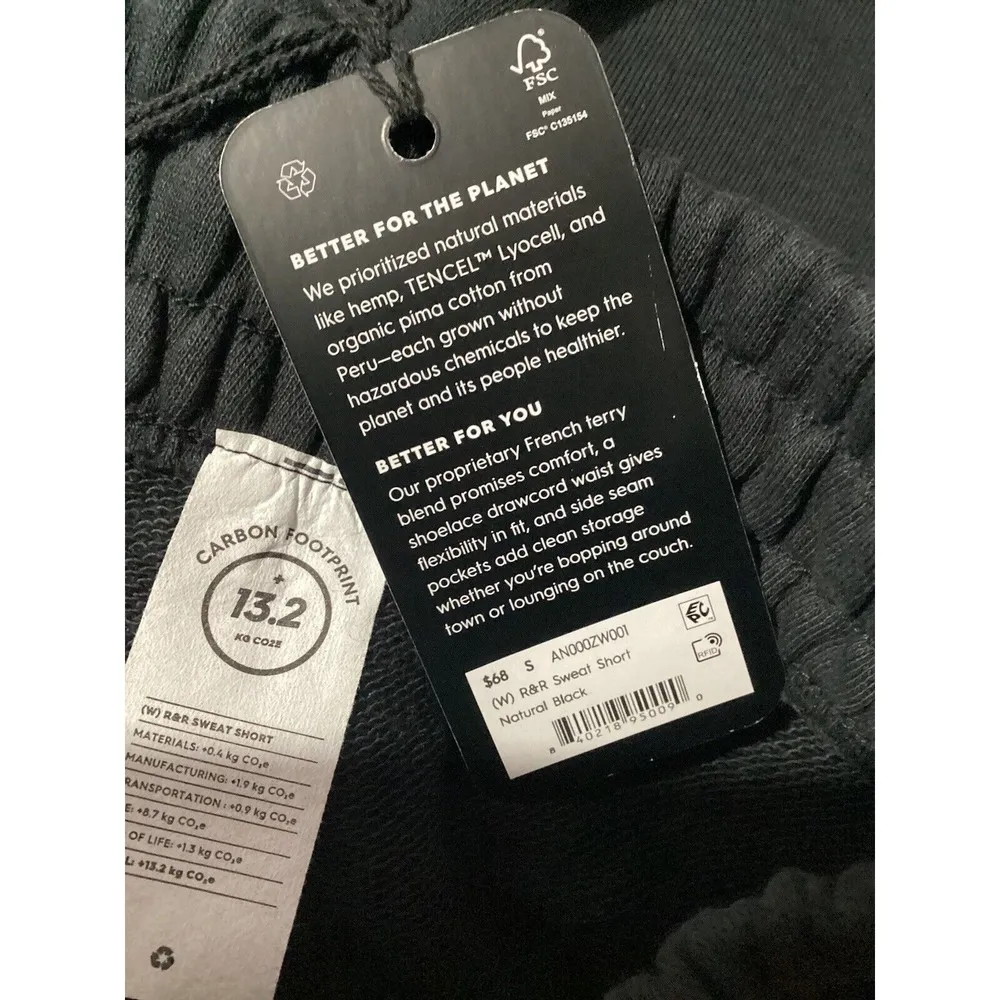 FSC
MIX
Paper
FSC® C135154
BETTER FOR THE PLANET
We prioritized natural materials
like hemp, TENCEL™ Lyocell, and
organic pima cotton from
Peru—each grown without
hazardous chemicals to keep the
planet and its people healthier.
BETTER FOR YOU
Our proprietary French terry
blend promises comfort, a
shoelace drawcord waist gives
flexibility in fit, and side seam
pockets add clean storage
whether you're bopping around
town or lounging on the couch.
$68 S AN000ZW001
(W) R&R Sweat Short
Natural Black
EPC
RFID
8 40218 95009 0
CARBON FOOTPRINT
+
13.2
KG CO2E
(W) R&R SWEAT SHORT
MATERIALS: +0.4 kg CO₂e
MANUFACTURING: +1.9 kg CO₂e
RANSPORTATION : +0.9 kg CO₂e
E: +8.7 kg CO₂e
OF LIFE: +1.3 kg CO₂e
L: +13.2 kg CO₂e